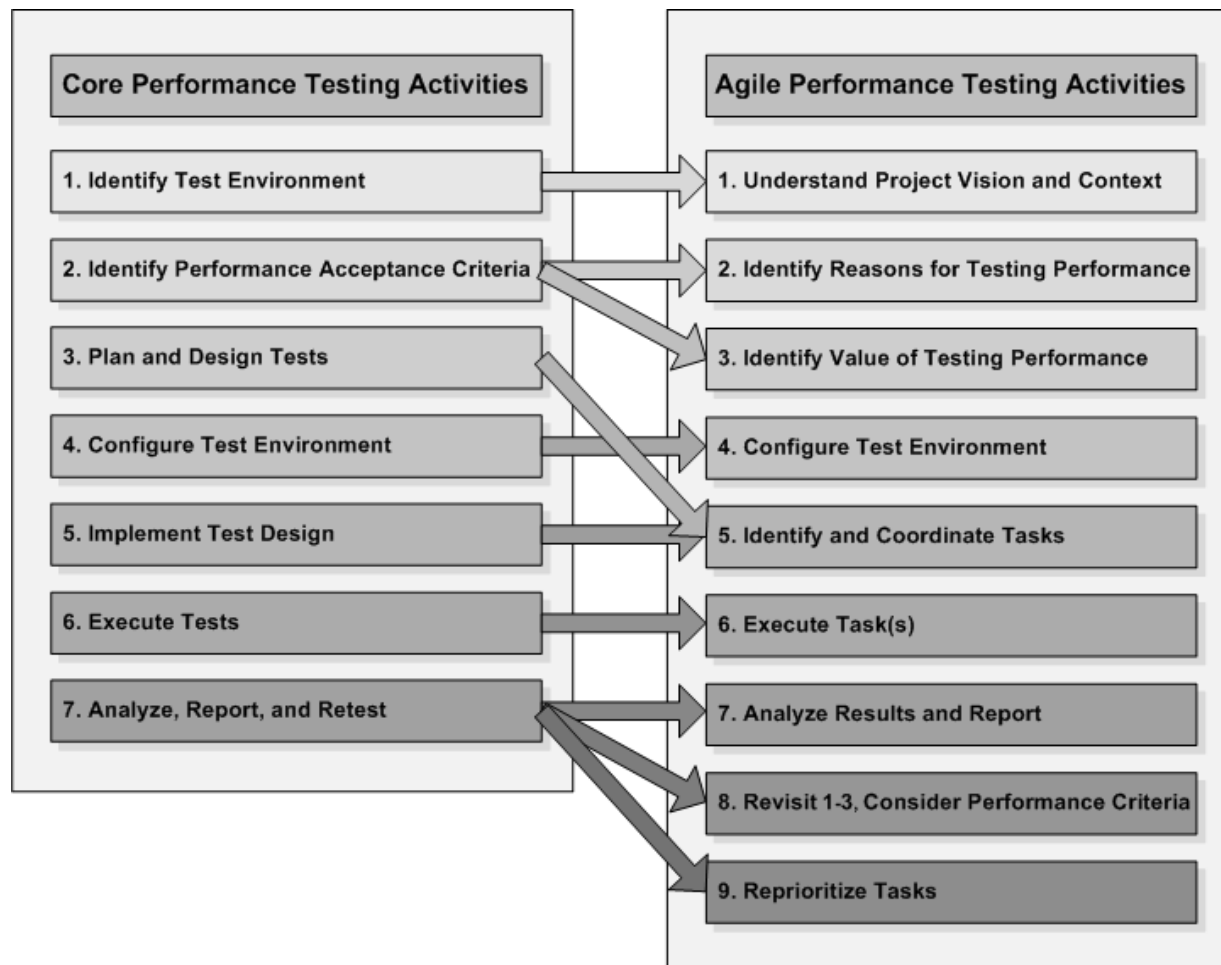 Core Performance Testing Activities
1. Identify Test Environment
2. Identify Performance Acceptance Criteria
3. Plan and Design Tests
4. Configure Test Environment
5. Implement Test Design
6. Execute Tests
7. Analyze, Report, and Retest
Agile Performance Testing Activities
1. Understand Project Vision and Context
2. Identify Reasons for Testing Performance
3. Identify Value of Testing Performance
4. Configure Test Environment
5. Identify and Coordinate Tasks
6. Execute Task(s)
7. Analyze Results and Report
8. Revisit 1-3, Consider Performance Criteria
9. Reprioritize Tasks